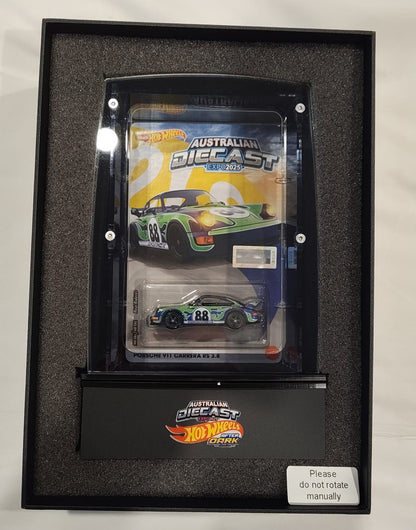 Hot Wheels
AUSTRALIAN
DIECAST
EXPO 2025
88
88
PORSCHE 911 CARRERA RS 3.8
AUSTRALIAN
DIECAST
Hot Wheels
AFTER
DARK
Please
do not rotate
manually